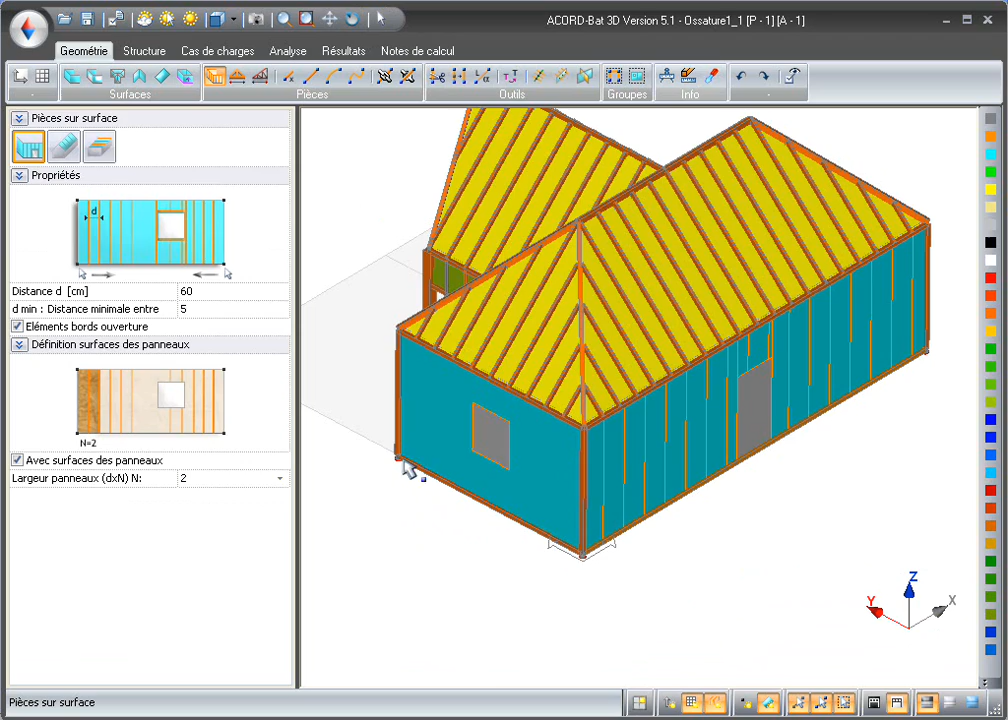 ACORD-Bat 3D Version 5.1 - Ossature1_1 [P - 1] [A - 1]
Geométrie Structure Cas de charges Analyse Résultats Notes de calcul
Surfaces Pièces Outils Groupes Info
Pièces sur surface
Propriétés
d
Distance d [cm] 60
d min : Distance minimale entre 5
Eléments bords ouverture
Définition surfaces des panneaux
N=2
Avec surfaces des panneaux
Largeur panneaux (dxN) N: 2
Z
Y X
Pièces sur surface